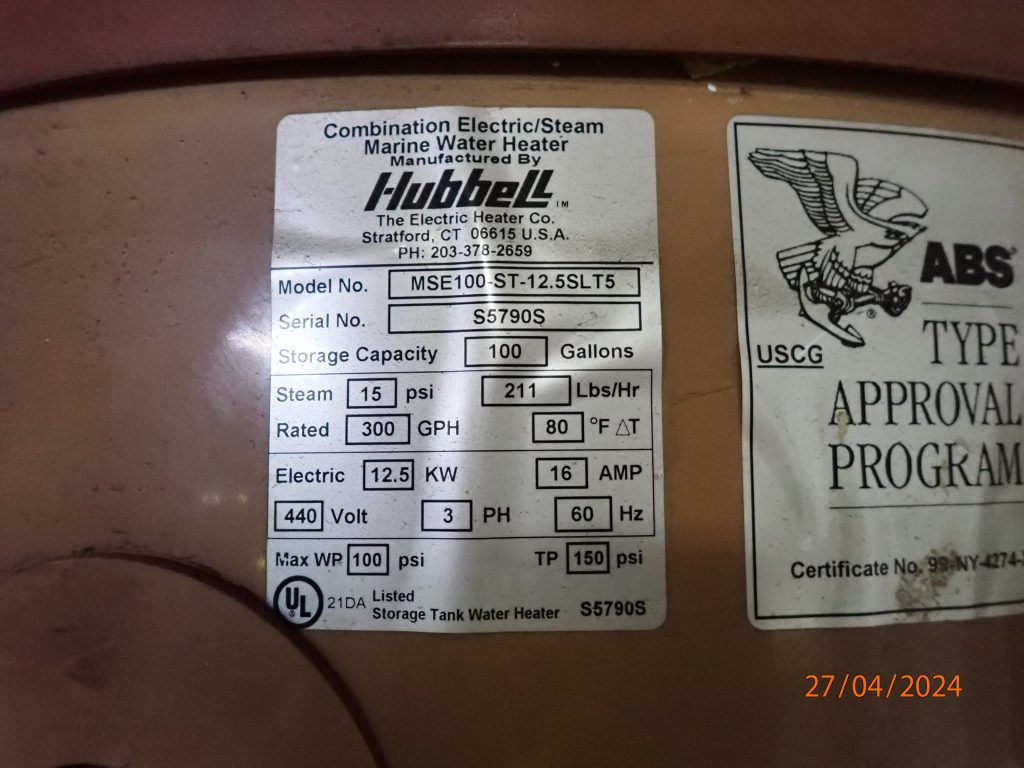 Combination Electric/Steam
Marine Water Heater
Manufactured By
Hubbell™
The Electric Heater Co.
Stratford, CT 06615 U.S.A.
PH: 203-378-2659
Model No. MSE100-ST-12.5SLT5
Serial No. S5790S
Storage Capacity 100 Gallons
Steam 15 psi 211 Lbs/Hr
Rated 300 GPH 80 °F △T
Electric 12.5 KW 16 AMP
440 Volt 3 PH 60 Hz
Max WP 100 psi TP 150 psi
UL® 21DA Listed
Storage Tank Water Heater S5790S
®
ABS®
USCG
TYPE
APPROVAL
PROGRAM
Certificate No. 99-NY-4274-
27/04/2024